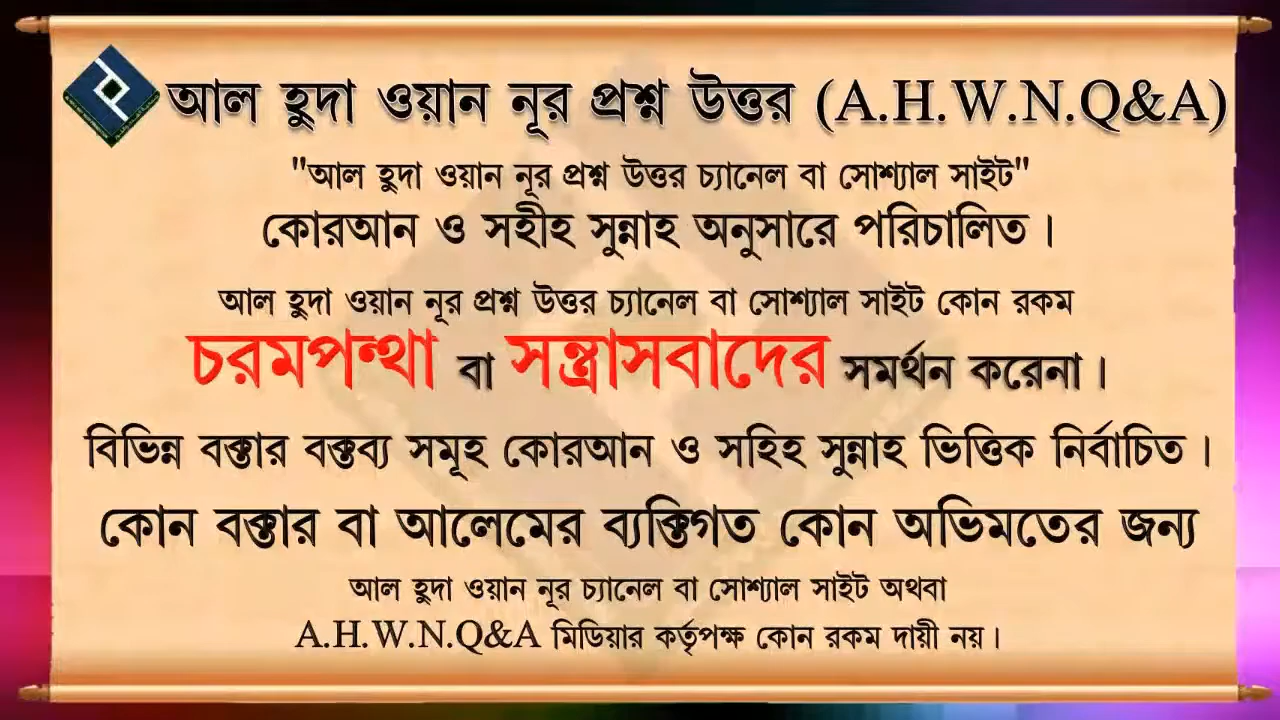 আল হুদা ওয়ান নূর প্রশ্ন উত্তর (A.H.W.N.Q&A)
"আল হুদা ওয়ান নূর প্রশ্ন উত্তর চ্যানেল বা সোশ্যাল সাইট"
কোরআন ও সহীহ সুন্নাহ অনুসারে পরিচালিত।
আল হুদা ওয়ান নূর প্রশ্ন উত্তর চ্যানেল বা সোশ্যাল সাইট কোন রকম
চরমপন্থা বা সন্ত্রাসবাদের সমর্থন করেনা।
বিভিন্ন বক্তার বক্তব্য সমূহ কোরআন ও সহিহ সুন্নাহ ভিত্তিক নির্বাচিত।
কোন বক্তার বা আলেমের ব্যক্তিগত কোন অভিমতের জন্য
আল হুদা ওয়ান নূর চ্যানেল বা সোশ্যাল সাইট অথবা
A.H.W.N.Q&A মিডিয়ার কর্তৃপক্ষ কোন রকম দায়ী নয়।